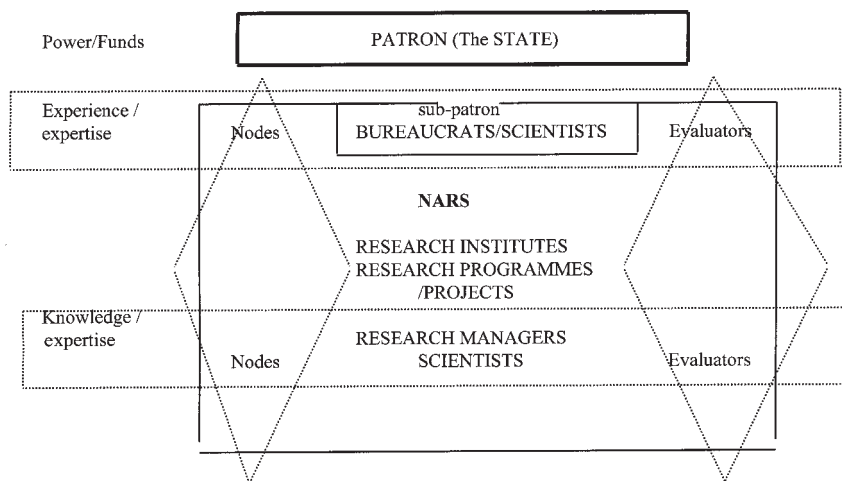 Power/Funds
PATRON (The STATE)
Experience /
expertise
sub-patron
Nodes
BUREAUCRATS/SCIENTISTS
Evaluators
NARS
RESEARCH INSTITUTES
RESEARCH PROGRAMMES
/PROJECTS
Knowledge /
expertise
RESEARCH MANAGERS
SCIENTISTS
Nodes
Evaluators